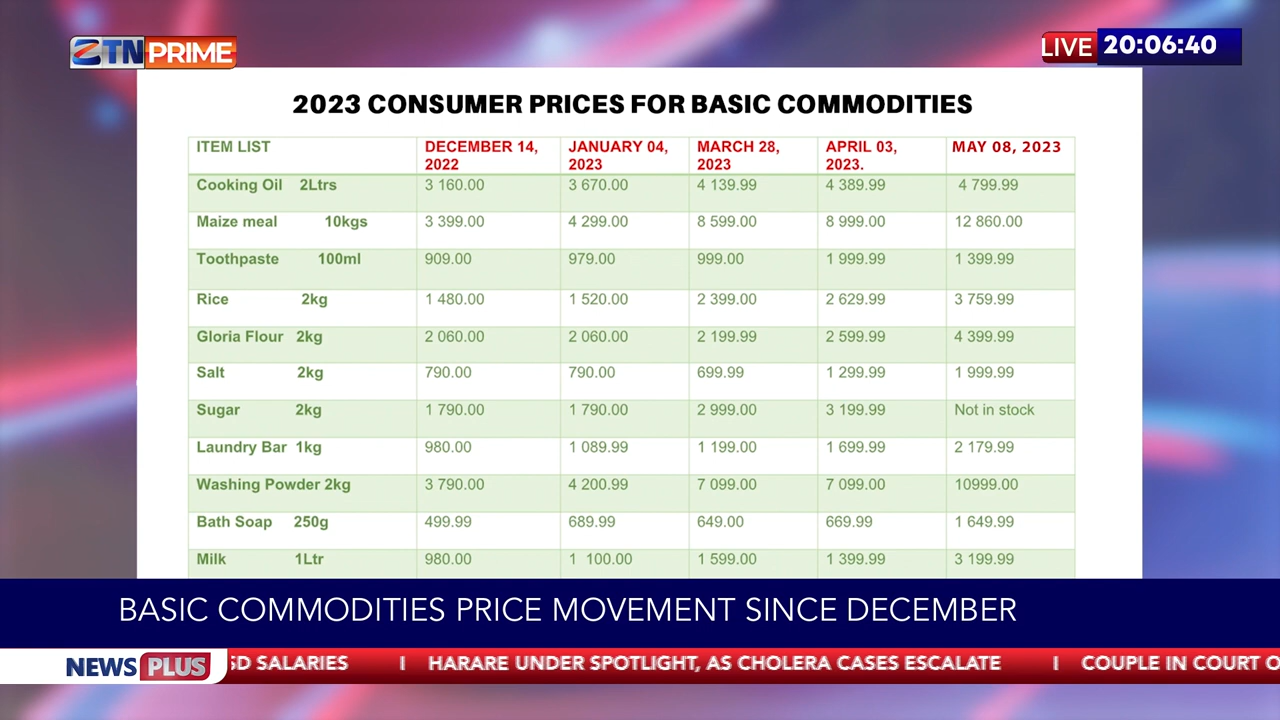 ZTN PRIME
LIVE 20:06:40
2023 CONSUMER PRICES FOR BASIC COMMODITIES
ITEM LIST DECEMBER 14, 2022 JANUARY 04, 2023 MARCH 28, 2023 APRIL 03, 2023. MAY 08, 2023
Cooking Oil 2Ltrs 3 160.00 3 670.00 4 139.99 4 389.99 4 799.99
Maize meal 10kgs 3 399.00 4 299.00 8 599.00 8 999.00 12 860.00
Toothpaste 100ml 909.00 979.00 999.00 1 999.99 1 399.99
Rice 2kg 1 480.00 1 520.00 2 399.00 2 629.99 3 759.99
Gloria Flour 2kg 2 060.00 2 060.00 2 199.99 2 599.99 4 399.99
Salt 2kg 790.00 790.00 699.99 1 299.99 1 999.99
Sugar 2kg 1 790.00 1 790.00 2 999.00 3 199.99 Not in stock
Laundry Bar 1kg 980.00 1 089.99 1 199.00 1 699.99 2 179.99
Washing Powder 2kg 3 790.00 4 200.99 7 099.00 7 099.00 10999.00
Bath Soap 250g 499.99 689.99 649.00 669.99 1 649.99
Milk 1Ltr 980.00 1 100.00 1 599.00 1 399.99 3 199.99
BASIC COMMODITIES PRICE MOVEMENT SINCE DECEMBER
NEWS PLUS SD SALARIES I HARARE UNDER SPOTLIGHT, AS CHOLERA CASES ESCALATE I COUPLE IN COURT O